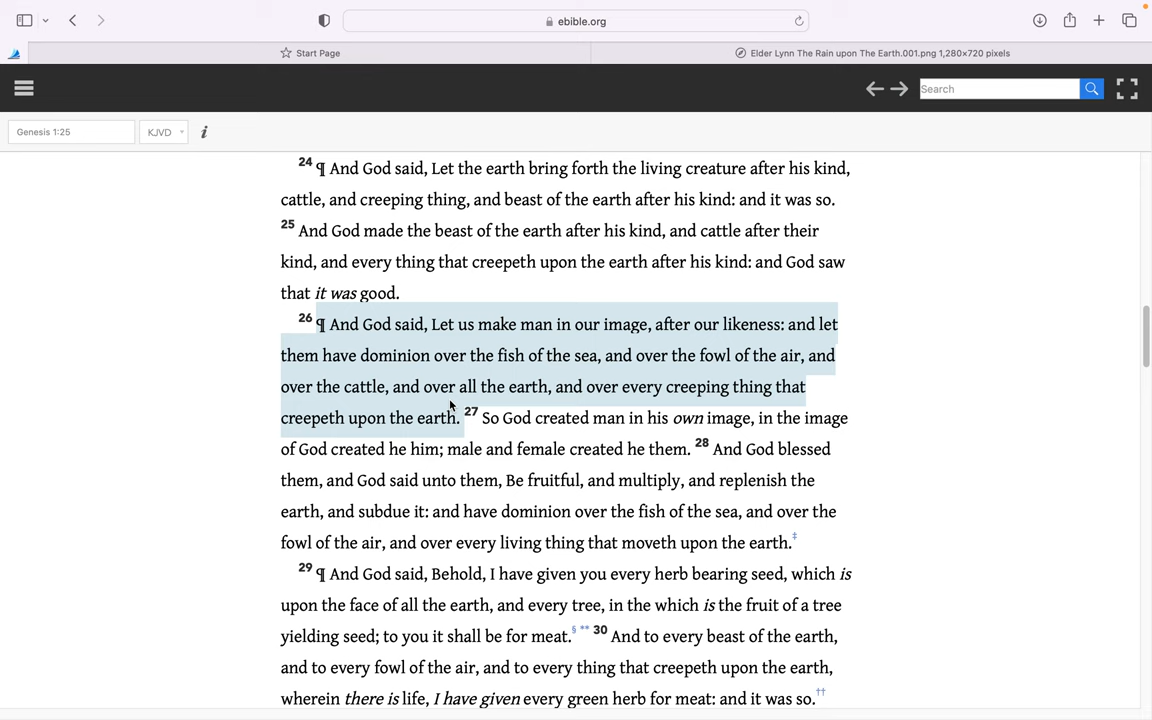 ebible.org
Start Page
Elder Lynn The Rain upon The Earth.001.png 1,280×720 pixels
Search
Genesis 1:25
KJVD
i
24 ¶ And God said, Let the earth bring forth the living creature after his kind,
cattle, and creeping thing, and beast of the earth after his kind: and it was so.
25 And God made the beast of the earth after his kind, and cattle after their
kind, and every thing that creepeth upon the earth after his kind: and God saw
that it was good.
26 ¶ And God said, Let us make man in our image, after our likeness: and let
them have dominion over the fish of the sea, and over the fowl of the air, and
over the cattle, and over all the earth, and over every creeping thing that
creepeth upon the earth. 27 So God created man in his own image, in the image
of God created he him; male and female created he them. 28 And God blessed
them, and God said unto them, Be fruitful, and multiply, and replenish the
earth, and subdue it: and have dominion over the fish of the sea, and over the
fowl of the air, and over every living thing that moveth upon the earth.‡
29 ¶ And God said, Behold, I have given you every herb bearing seed, which is
upon the face of all the earth, and every tree, in the which is the fruit of a tree
yielding seed; to you it shall be for meat.§ ** 30 And to every beast of the earth,
and to every fowl of the air, and to every thing that creepeth upon the earth,
wherein there is life, I have given every green herb for meat: and it was so.††